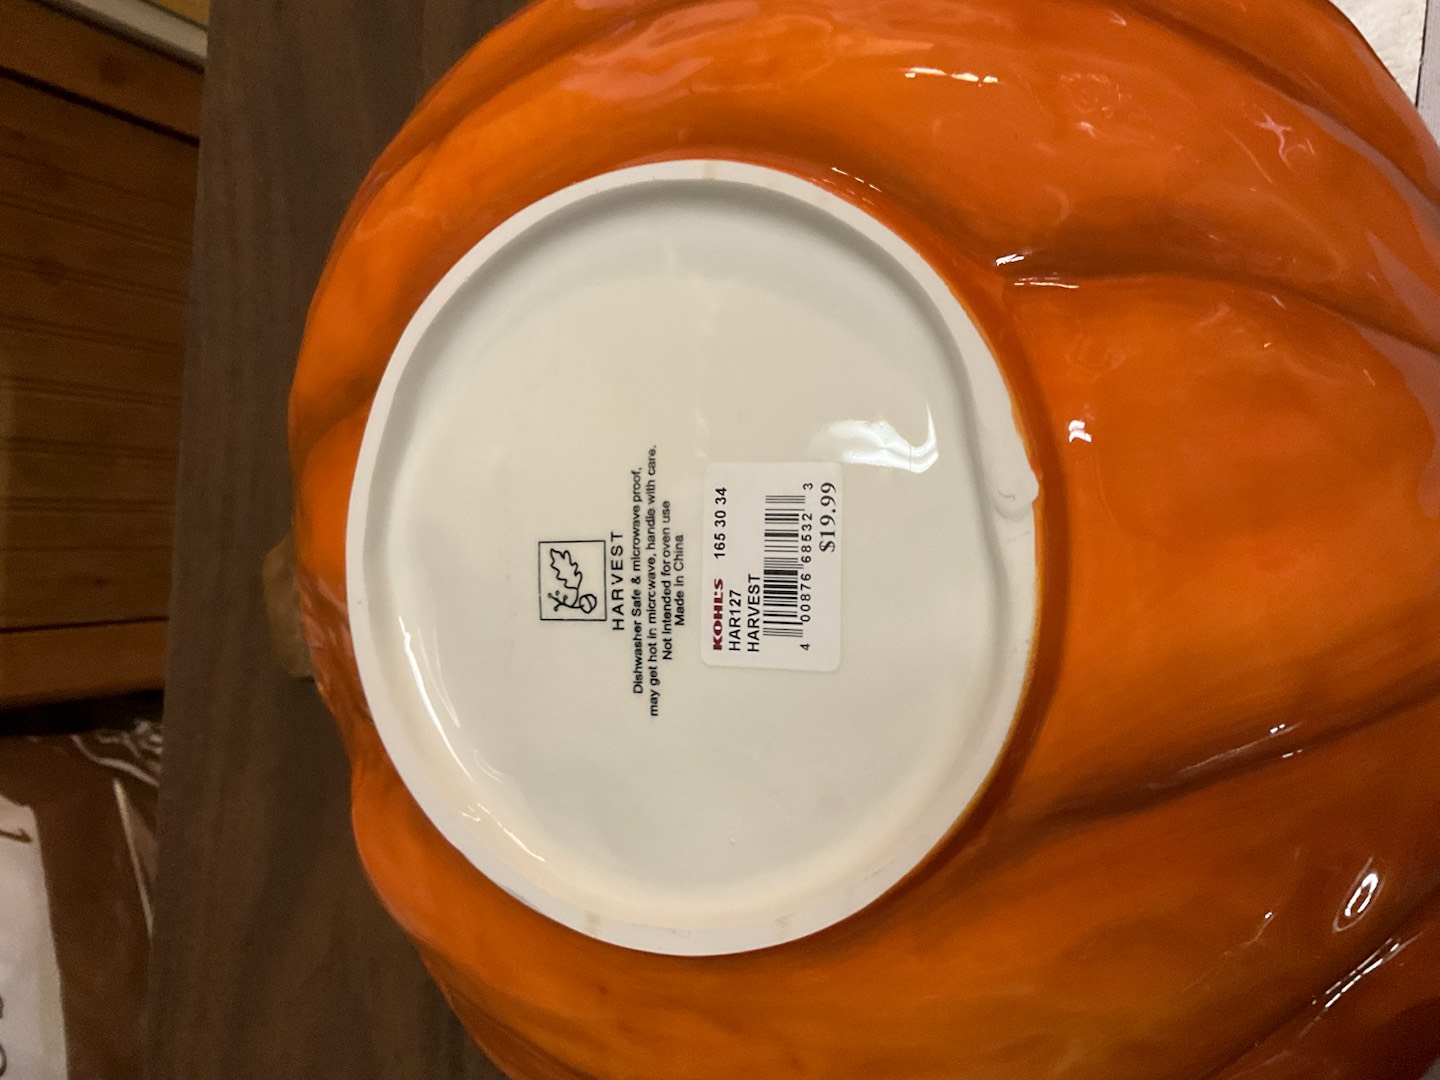 HARVEST
Dishwasher Safe & microwave proof,
may get hot in microwave, handle with care.
Not intended for oven use
Made in China
KOHL'S 165 30 34
HAR127
HARVEST
4 00876 68532 3
$19.99